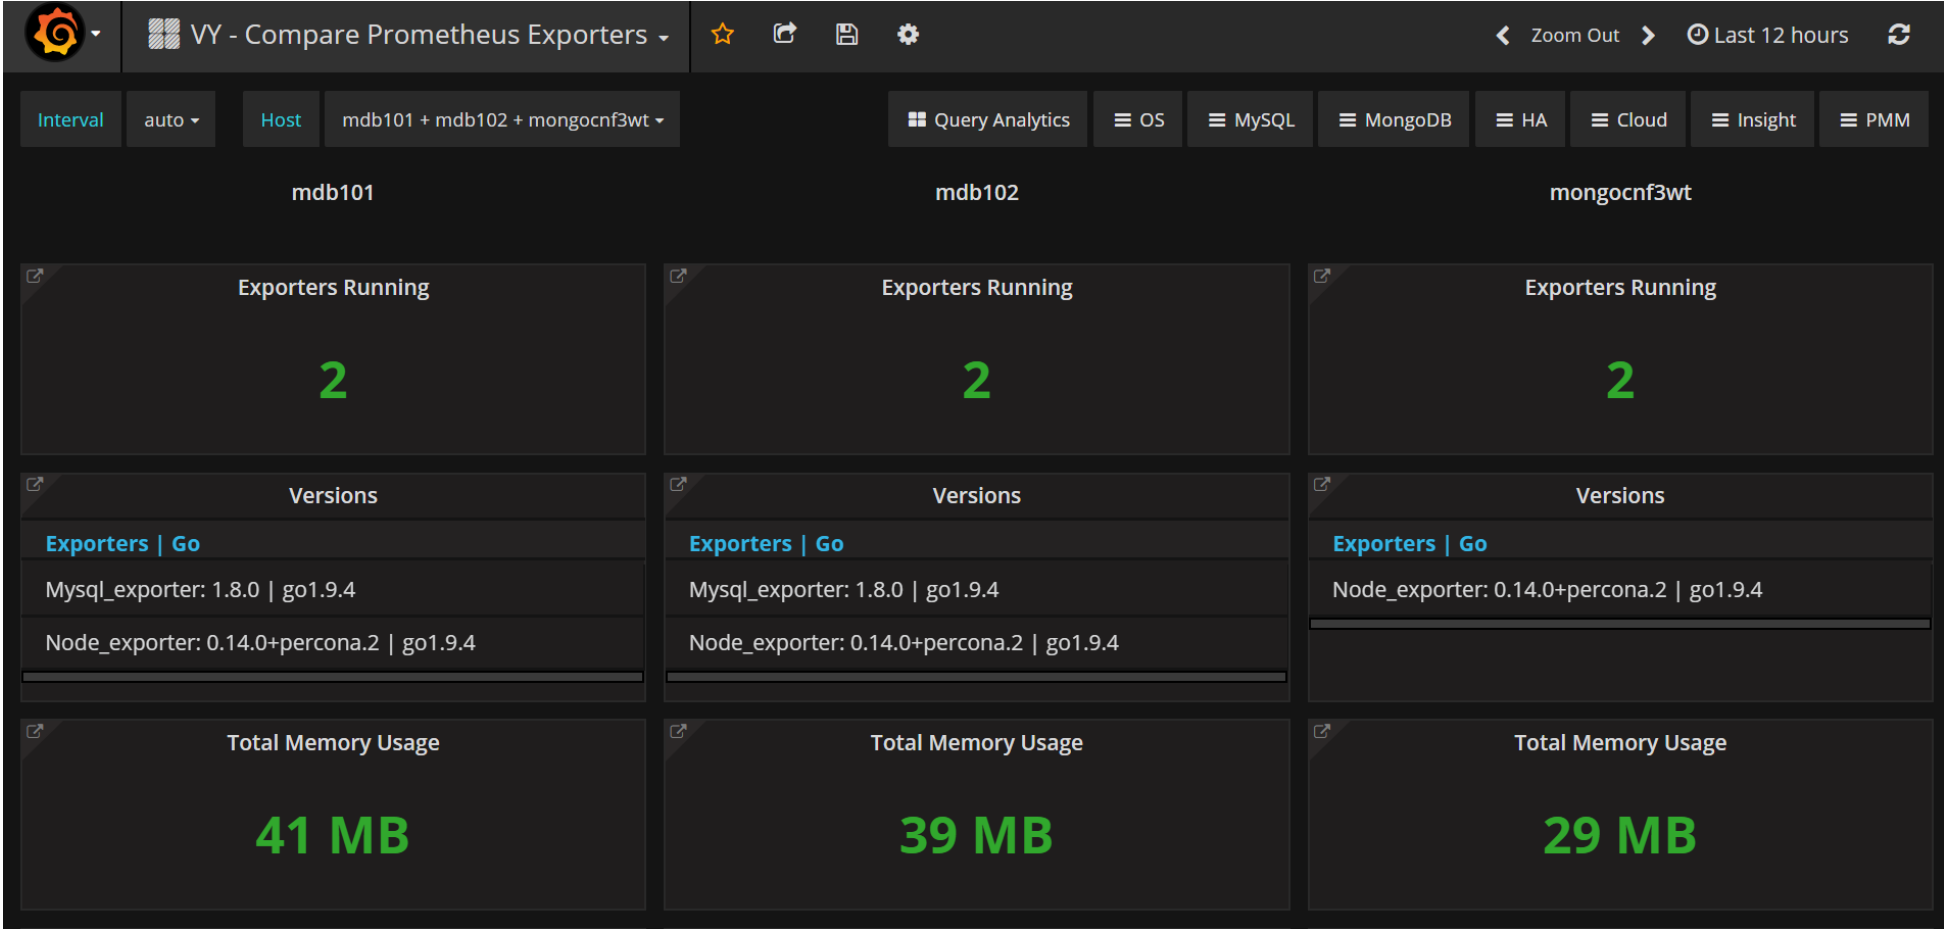 VY - Compare Prometheus Exporters
Zoom Out
Last 12 hours
Interval
auto
Host
mdb101 + mdb102 + mongocnf3wt
Query Analytics
OS
MySQL
MongoDB
HA
Cloud
Insight
PMM
mdb101
mdb102
mongocnf3wt
Exporters Running
Exporters Running
Exporters Running
2
2
2
Versions
Versions
Versions
Exporters | Go
Exporters | Go
Exporters | Go
Mysql_exporter: 1.8.0 | go1.9.4
Mysql_exporter: 1.8.0 | go1.9.4
Node_exporter: 0.14.0+percona.2 | go1.9.4
Node_exporter: 0.14.0+percona.2 | go1.9.4
Node_exporter: 0.14.0+percona.2 | go1.9.4
Total Memory Usage
Total Memory Usage
Total Memory Usage
41 MB
39 MB
29 MB